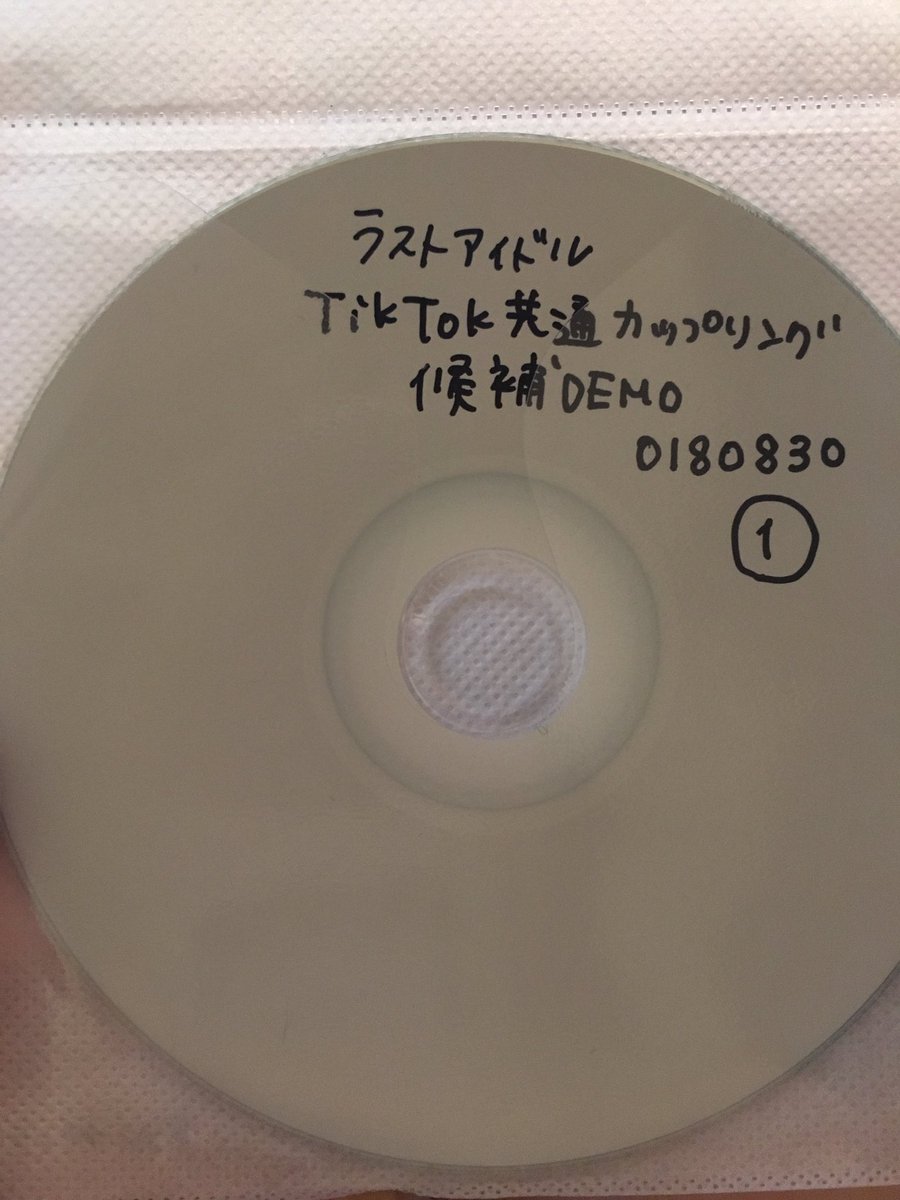 ラストアイドル
TikTok共通カップリング
候補DEMO
0180830
①